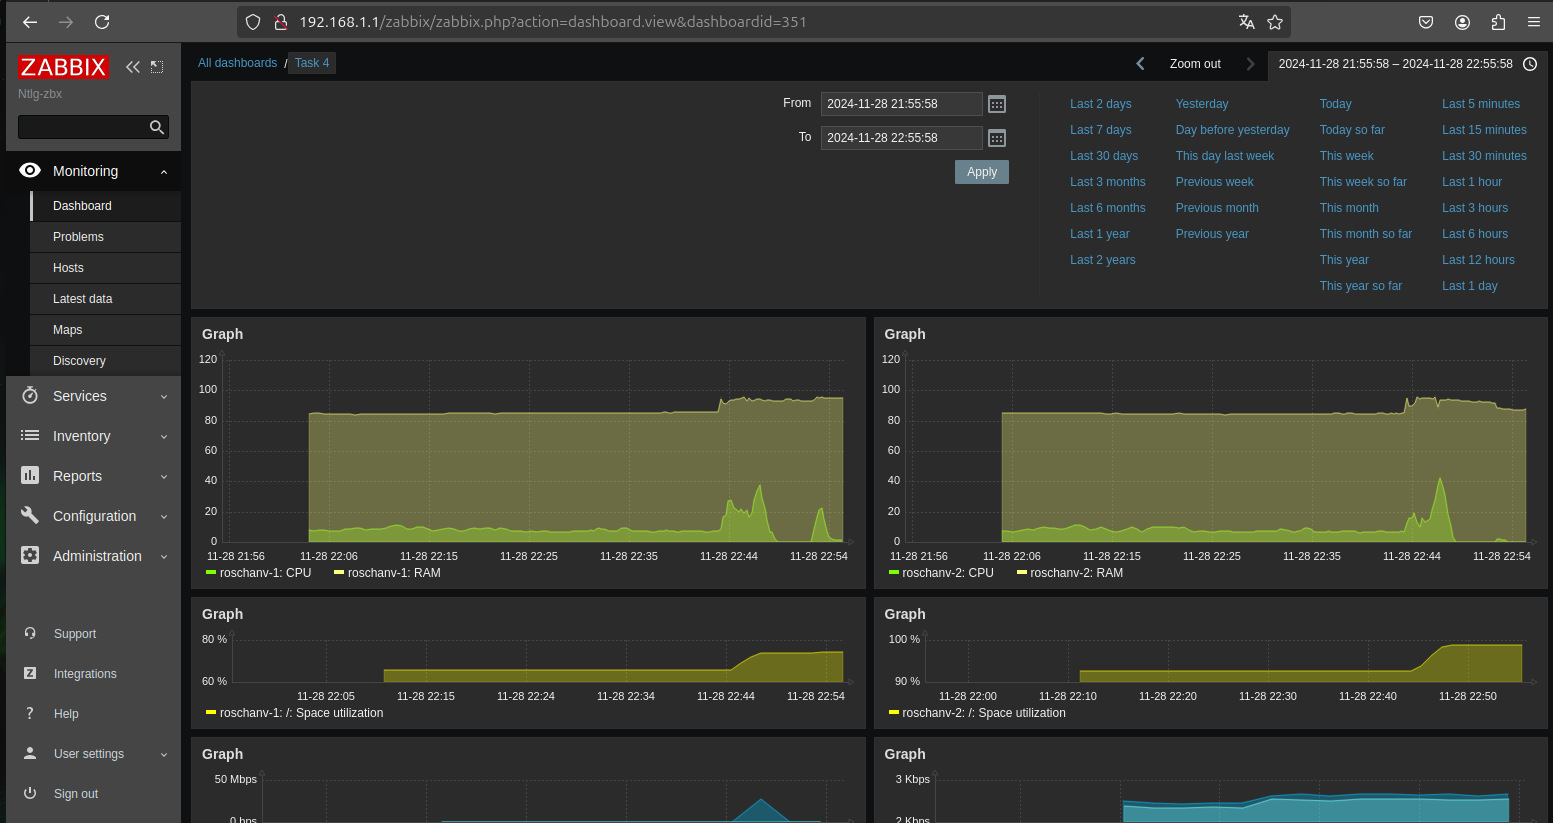 192.168.1.1/zabbix/zabbix.php?action=dashboard.view&dashboardid=351
ZABBIX
Ntlg-zbx
Monitoring
Dashboard
Problems
Hosts
Latest data
Maps
Discovery
Services
Inventory
Reports
Configuration
Administration
Support
Z Integrations
? Help
User settings
Sign out
All dashboards / Task 4
Zoom out
2024-11-28 21:55:58 – 2024-11-28 22:55:58
From 2024-11-28 21:55:58
To 2024-11-28 22:55:58
Apply
Last 2 days Yesterday Today Last 5 minutes
Last 7 days Day before yesterday Today so far Last 15 minutes
Last 30 days This day last week This week Last 30 minutes
Last 3 months Previous week This week so far Last 1 hour
Last 6 months Previous month This month Last 3 hours
Last 1 year Previous year This month so far Last 6 hours
Last 2 years This year Last 12 hours
This year so far Last 1 day
Graph
120
100
80
60
40
20
0
11-28 21:56 11-28 22:06 11-28 22:15 11-28 22:25 11-28 22:35 11-28 22:44 11-28 22:54
roschanv-1: CPU roschanv-1: RAM
Graph
120
100
80
60
40
20
0
11-28 21:56 11-28 22:06 11-28 22:15 11-28 22:25 11-28 22:35 11-28 22:44 11-28 22:54
roschanv-2: CPU roschanv-2: RAM
Graph
80 %
60 %
11-28 22:05 11-28 22:15 11-28 22:24 11-28 22:34 11-28 22:44 11-28 22:54
roschanv-1: /: Space utilization
Graph
100 %
90 %
11-28 22:00 11-28 22:10 11-28 22:20 11-28 22:30 11-28 22:40 11-28 22:50
roschanv-2: /: Space utilization
Graph
50 Mbps
0 bps
Graph
3 Kbps
2 Kbps